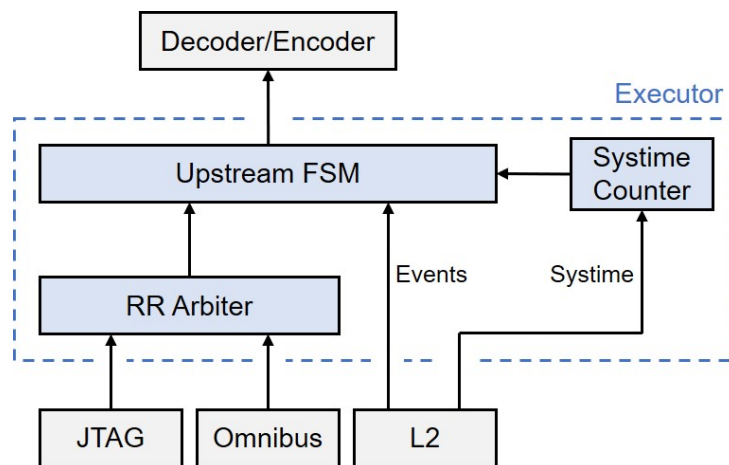 Decoder/Encoder
Executor
Upstream FSM
Systime
Counter
Events
Systime
RR Arbiter
JTAG
Omnibus
L2